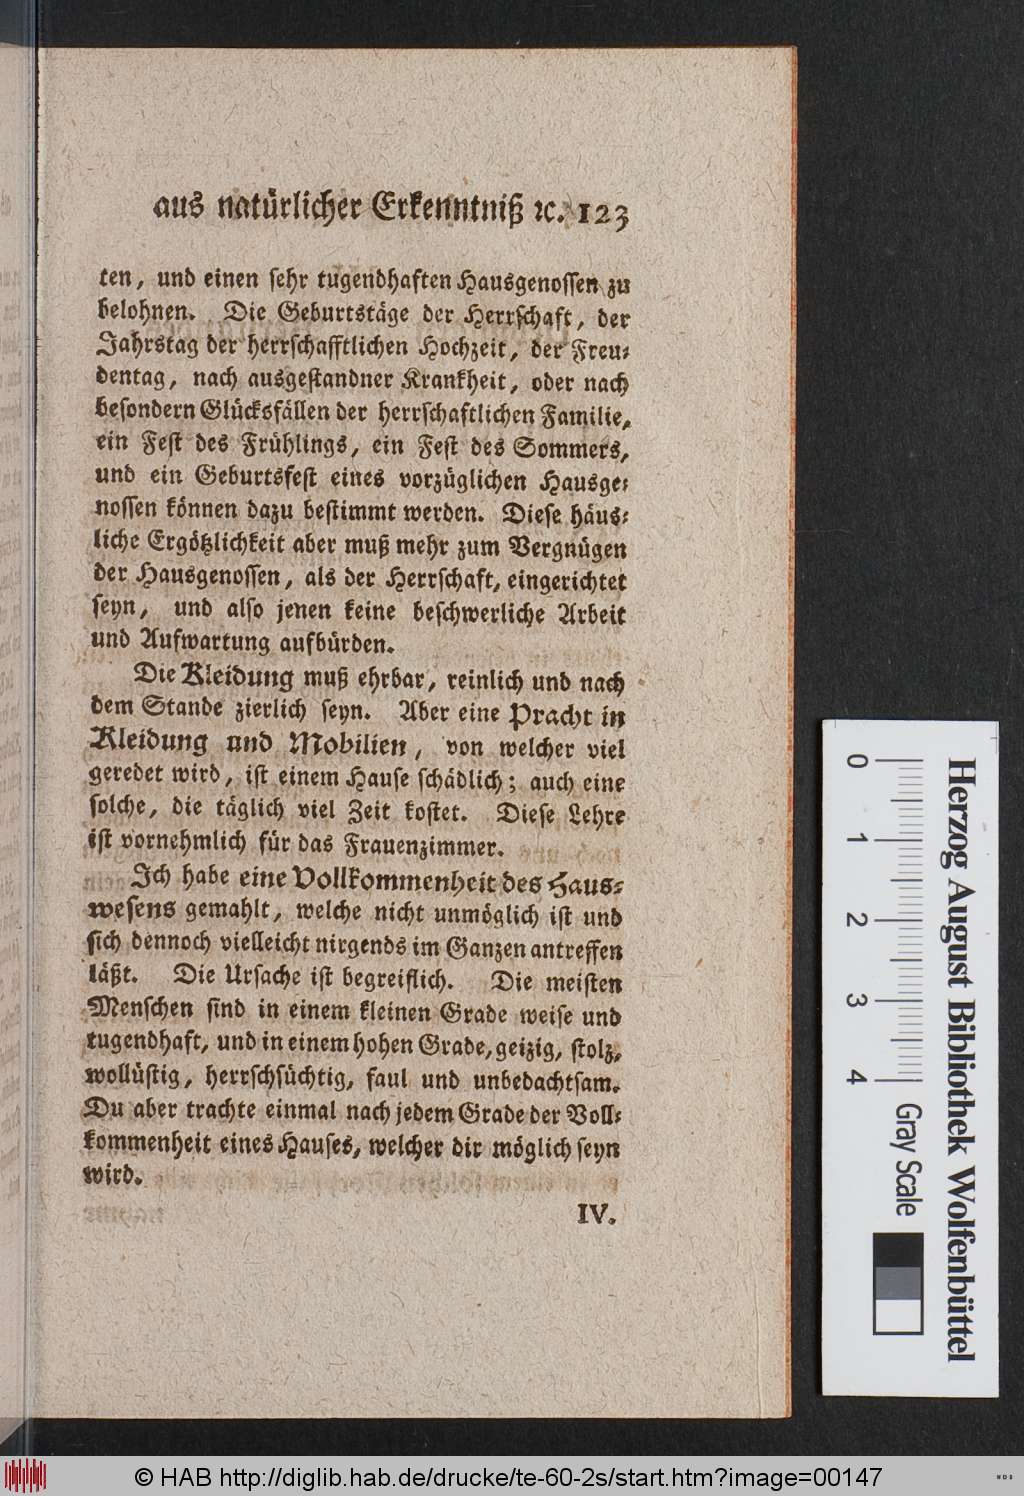 aus natürlicher Erkenntniß ꝛc. 123
ten, und einen sehr tugendhaften Hausgenossen zu
belohnen. Die Geburtstäge der Herrschaft, der
Jahrstag der herrschafftlichen Hochzeit, der Freu⸗
dentag, nach ausgestandner Krankheit, oder nach
besondern Glücksfällen der herrschaftlichen Familie,
ein Fest des Frühlings, ein Fest des Sommers,
und ein Geburtsfest eines vorzüglichen Hausge⸗
nossen können dazu bestimmt werden. Diese häus⸗
liche Ergötzlichkeit aber muß mehr zum Vergnügen
der Hausgenossen, als der Herrschaft, eingerichtet
seyn, und also jenen keine beschwerliche Arbeit
und Aufwartung aufbürden.
Die Kleidung muß ehrbar, reinlich und nach
dem Stande zierlich seyn. Aber eine Pracht in
Kleidung und Mobilien, von welcher viel
geredet wird, ist einem Hause schädlich; auch eine
solche, die täglich viel Zeit kostet. Diese Lehre
ist vornehmlich für das Frauenzimmer.
Ich habe eine Vollkommenheit des Haus⸗
wesens gemahlt, welche nicht unmöglich ist und
sich dennoch vielleicht nirgends im Ganzen antreffen
läßt. Die Ursache ist begreiflich. Die meisten
Menschen sind in einem kleinen Grade weise und
tugendhaft, und in einem hohen Grade, geizig, stolz,
wollüstig, herrschsüchtig, faul und unbedachtsam.
Du aber trachte einmal nach jedem Grade der Voll⸗
kommenheit eines Hauses, welcher dir möglich seyn
wird.
IV.
0 1 2 3 4 Gray Scale
Herzog August Bibliothek Wolfenbüttel
© HAB http://diglib.hab.de/drucke/te-60-2s/start.htm?image=00147